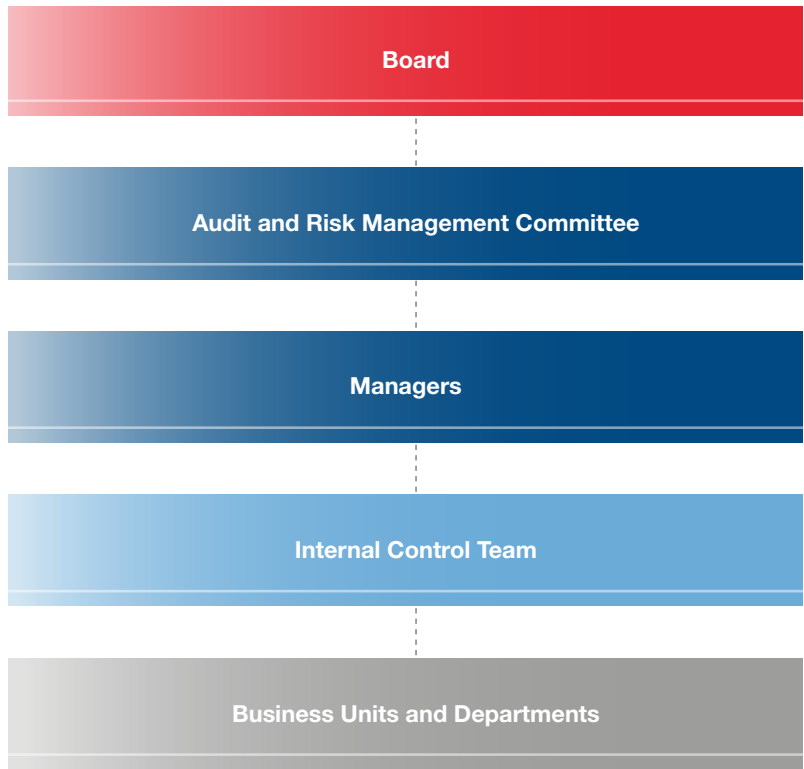 Board
Audit and Risk Management Committee
Managers
Internal Control Team
Business Units and Departments